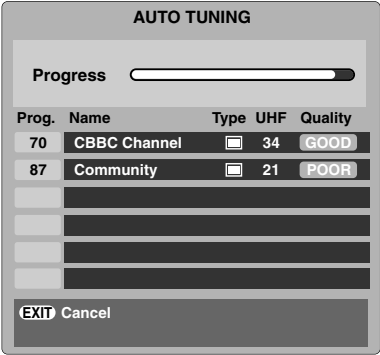 AUTO TUNING
Progress
Prog. Name Type UHF Quality
70 CBBC Channel 34 GOOD
87 Community 21 POOR
EXIT Cancel